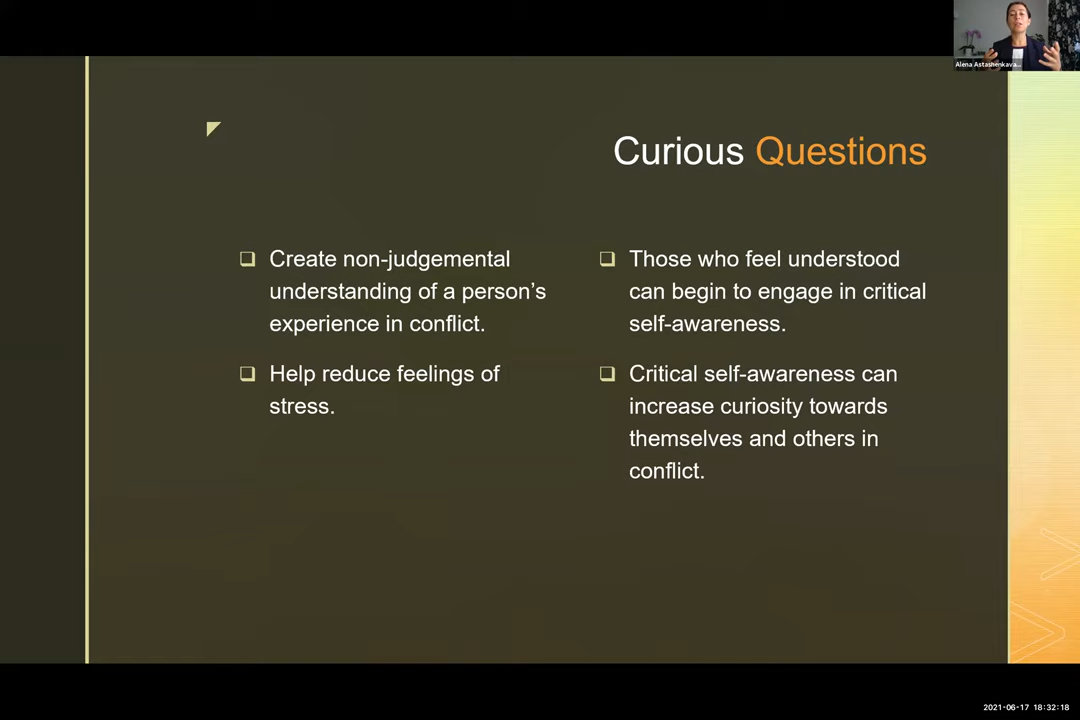 Alena Astashenkava...
Curious Questions
❑ Create non-judgemental
understanding of a person's
experience in conflict.
❑ Help reduce feelings of
stress.
❑ Those who feel understood
can begin to engage in critical
self-awareness.
❑ Critical self-awareness can
increase curiosity towards
themselves and others in
conflict.
2021-06-17 18:32:18